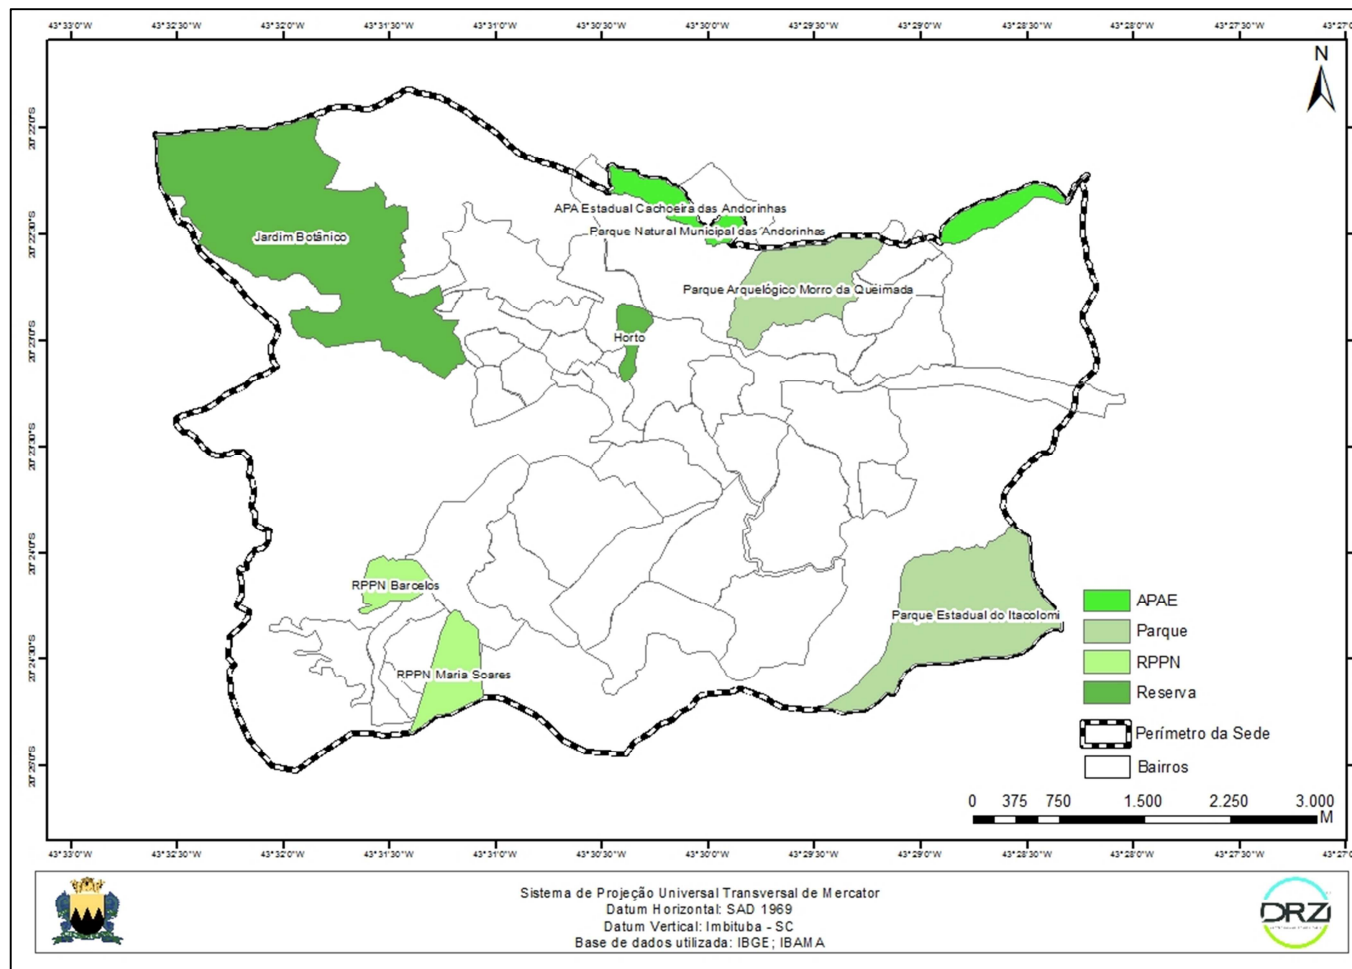 43°33'0"W 43°32'30"W 43°32'0"W 43°31'30"W 43°31'0"W 43°30'30"W 43°30'0"W 43°29'30"W 43°29'0"W 43°28'30"W 43°28'0"W 43°27'30"W
N
APA Estadual Cachoeira das Andorinhas
Parque Natural Municipal das Andorinhas
Jardim Botânico
Parque Arquelógico Morro da Queimada
Horto
RPPN Barcelos
Parque Estadual do Itacolomi
RPPN Maria Soares
APAE
Parque
RPPN
Reserva
Perímetro da Sede
Bairros
0 375 750 1.500 2.250 3.000
M
43°33'0"W 43°32'30"W 43°32'0"W 43°31'30"W 43°31'0"W 43°30'30"W 43°30'0"W 43°29'30"W 43°29'0"W 43°28'30"W 43°28'0"W 43°27'30"W
Sistema de Projeção Universal Transversal de Mercator
Datum Horizontal: SAD 1969
Datum Vertical: Imbituba - SC
Base de dados utilizada: IBGE; IBAMA
DRZ